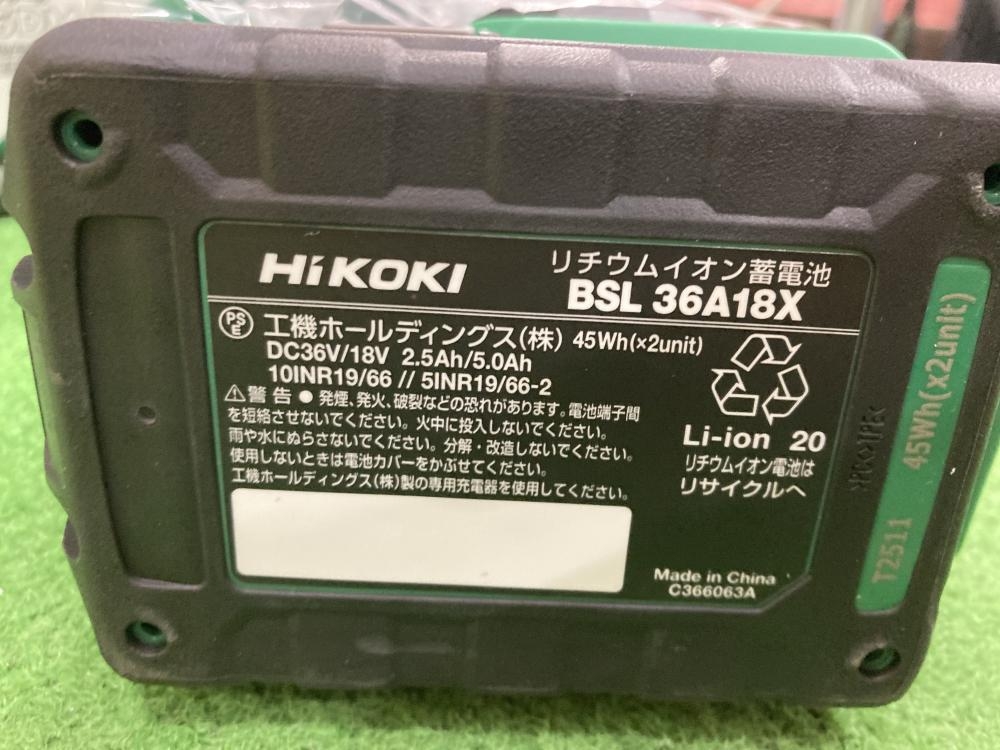 HiKOKI
リチウムイオン蓄電池
BSL 36A18X
PS
E
工機ホールディングス(株) 45Wh(×2unit)
DC36V/18V 2.5Ah/5.0Ah
10INR19/66 // 5INR19/66-2
⚠警告 ● 発煙、発火、破裂などの恐れがあります。電池端子間
を短絡させないでください。火中に投入しないでください。
雨や水にぬらさないでください。分解・改造しないでください。
使用しないときは電池カバーをかぶせてください。
工機ホールディングス(株)製の専用充電器を使用してください。
Li-ion 20
リチウムイオン電池は
リサイクルへ
Made in China
C366063A
T2511 45Wh(x2unit)